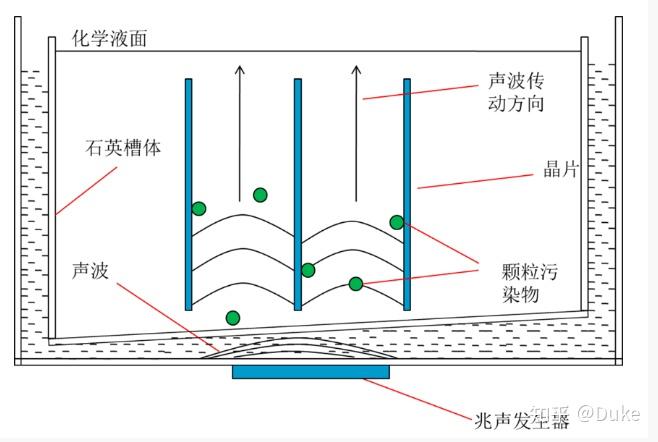 化学液面
声波传
动方向
石英槽体
晶片
声波
颗粒污
染物
兆声发生器
知乎 @Duke